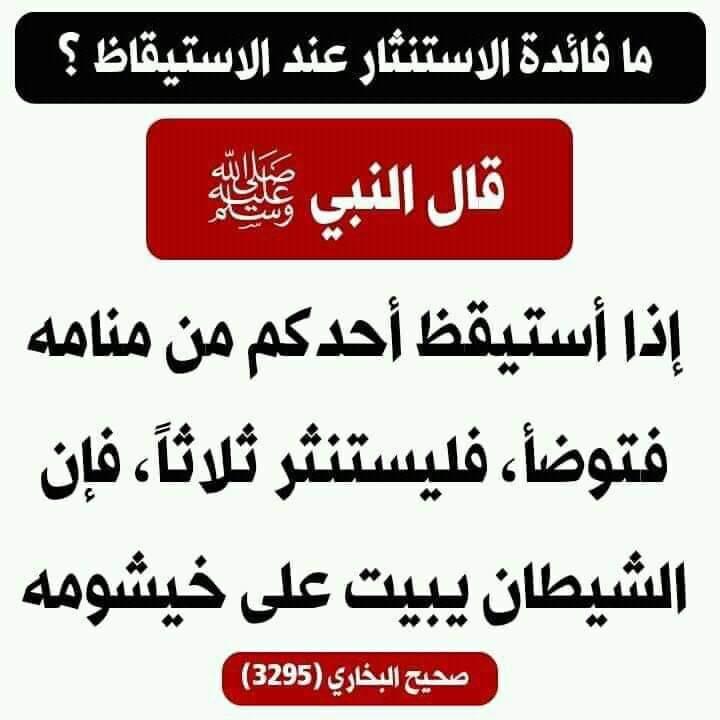 ما فائدة الاستنثار عند الاستيقاظ ؟
قال النبي ﷺ
إذا أستيقظ أحدكم من منامه
فتوضأ، فليستنثر ثلاثاً، فإن
الشيطان يبيت على خيشومه
صحيح البخاري (3295)